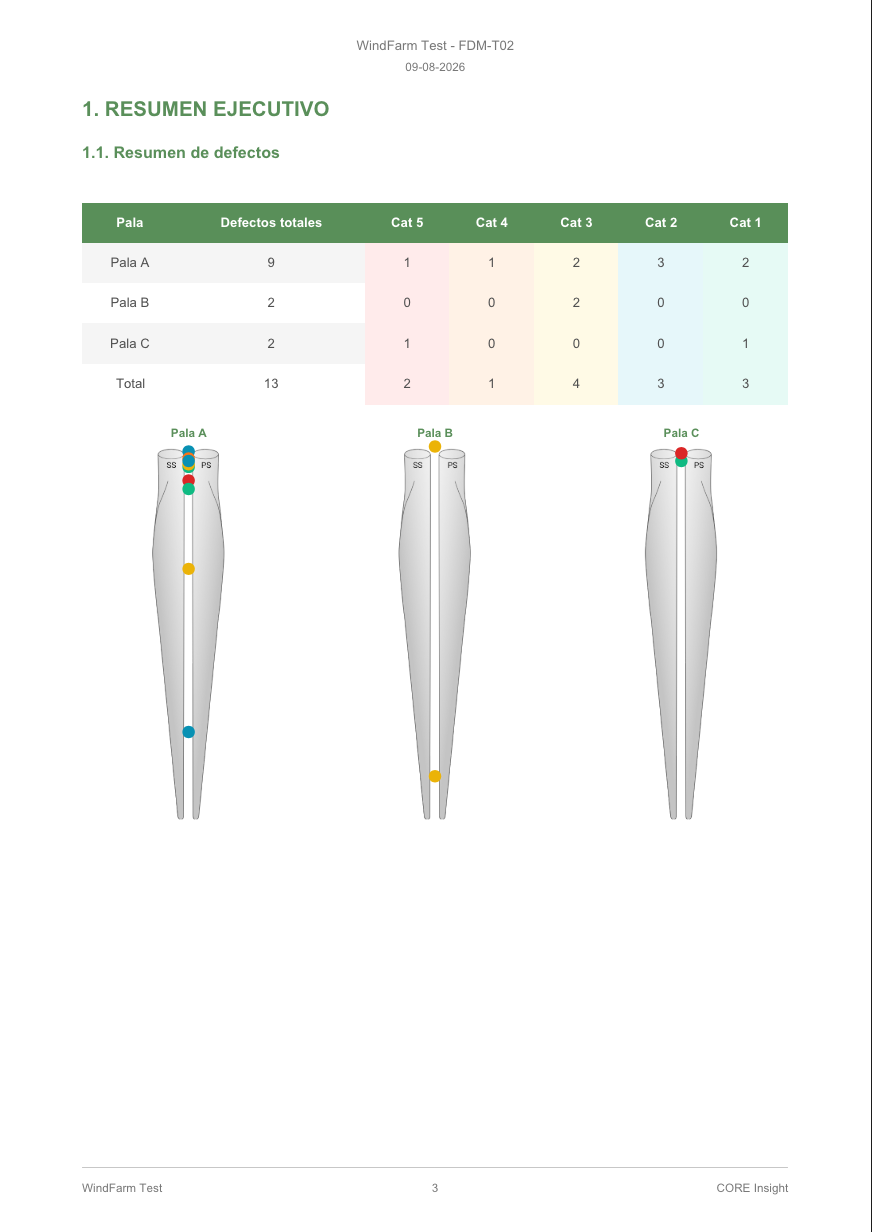 WindFarm Test - FDM-T02
09-08-2026
1. RESUMEN EJECUTIVO
1.1. Resumen de defectos
Pala Defectos totales Cat 5 Cat 4 Cat 3 Cat 2 Cat 1
Pala A 9 1 1 2 3 2
Pala B 2 0 0 2 0 0
Pala C 2 1 0 0 0 1
Total 13 2 1 4 3 3
Pala A Pala B Pala C
SS PS SS PS SS PS
WindFarm Test 3 CORE Insight